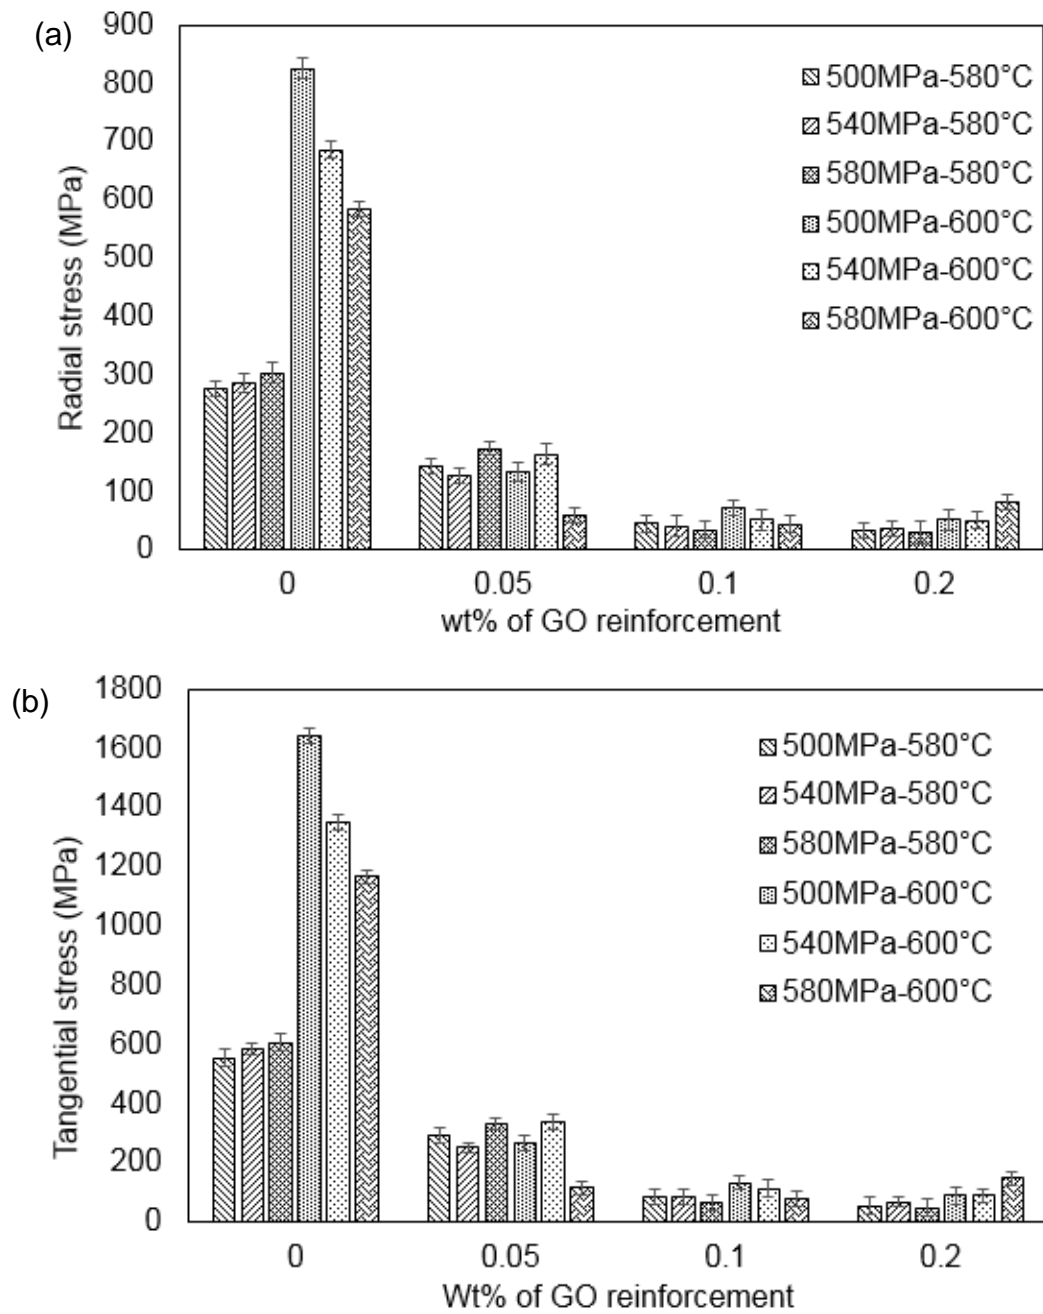 (a)
900
800
700
600
500
400
300
200
100
0
Radial stress (MPa)
500MPa-580°C
540MPa-580°C
580MPa-580°C
500MPa-600°C
540MPa-600°C
580MPa-600°C
0 0.05 0.1 0.2
wt% of GO reinforcement
(b)
1800
1600
1400
1200
1000
800
600
400
200
0
Tangential stress (MPa)
500MPa-580°C
540MPa-580°C
580MPa-580°C
500MPa-600°C
540MPa-600°C
580MPa-600°C
0 0.05 0.1 0.2
Wt% of GO reinforcement